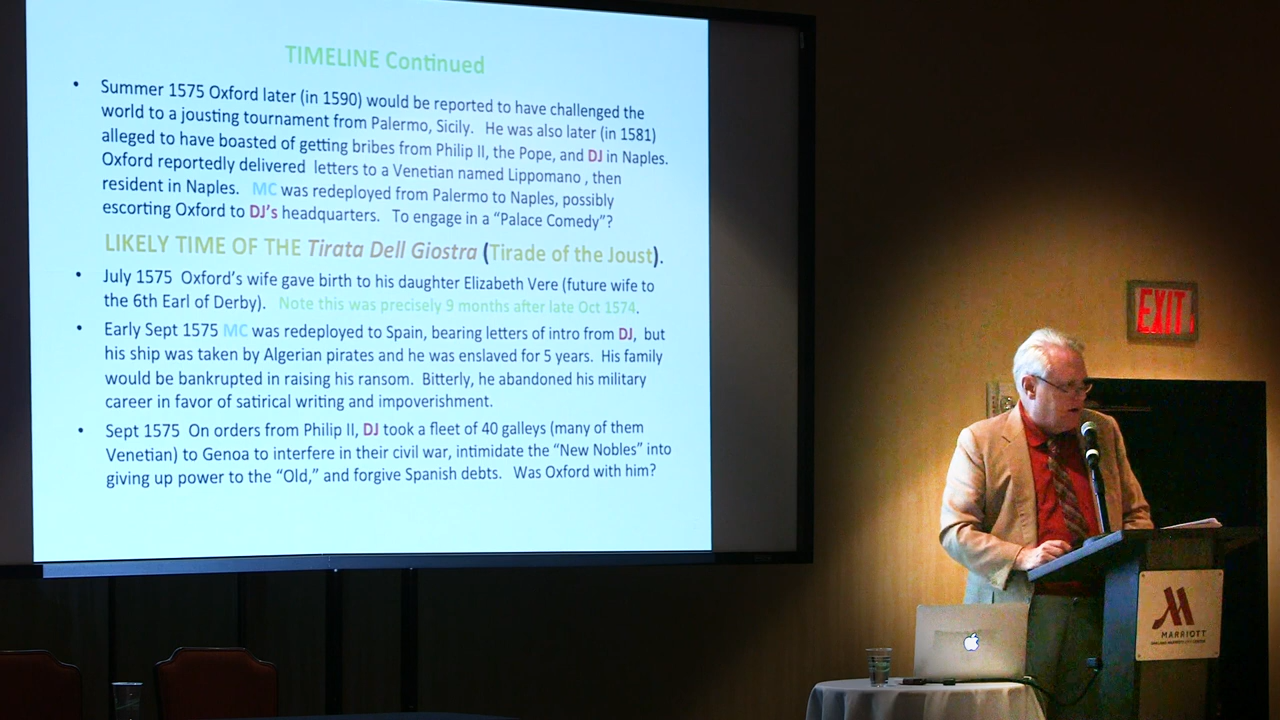 TIMELINE Continued
• Summer 1575 Oxford later (in 1590) would be reported to have challenged the
world to a jousting tournament from Palermo, Sicily. He was also later (in 1581)
alleged to have boasted of getting bribes from Philip II, the Pope, and DJ in Naples.
Oxford reportedly delivered letters to a Venetian named Lippomano , then
resident in Naples. MC was redeployed from Palermo to Naples, possibly
escorting Oxford to DJ's headquarters. To engage in a “Palace Comedy”?
LIKELY TIME OF THE Tirata Dell Giostra (Tirade of the Joust).
• July 1575 Oxford's wife gave birth to his daughter Elizabeth Vere (future wife to
the 6th Earl of Derby). Note this was precisely 9 months after late Oct 1574.
• Early Sept 1575 MC was redeployed to Spain, bearing letters of intro from DJ, but
his ship was taken by Algerian pirates and he was enslaved for 5 years. His family
would be bankrupted in raising his ransom. Bitterly, he abandoned his military
career in favor of satirical writing and impoverishment.
• Sept 1575 On orders from Philip II, DJ took a fleet of 40 galleys (many of them
Venetian) to Genoa to interfere in their civil war, intimidate the “New Nobles” into
giving up power to the “Old,” and forgive Spanish debts. Was Oxford with him?
EXIT
MARRIOTT